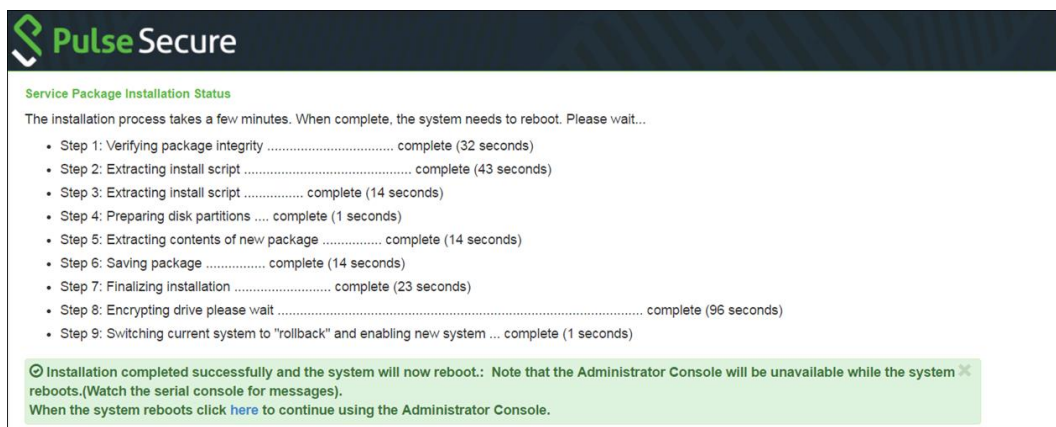 Pulse Secure
Service Package Installation Status
The installation process takes a few minutes. When complete, the system needs to reboot. Please wait...
• Step 1: Verifying package integrity .................................. complete (32 seconds)
• Step 2: Extracting install script ............................................. complete (43 seconds)
• Step 3: Extracting install script ................ complete (14 seconds)
• Step 4: Preparing disk partitions .... complete (1 seconds)
• Step 5: Extracting contents of new package ................ complete (14 seconds)
• Step 6: Saving package ................ complete (14 seconds)
• Step 7: Finalizing installation .......................... complete (23 seconds)
• Step 8: Encrypting drive please wait .................................................................................................. complete (96 seconds)
• Step 9: Switching current system to "rollback" and enabling new system ... complete (1 seconds)
Installation completed successfully and the system will now reboot.: Note that the Administrator Console will be unavailable while the system
reboots.(Watch the serial console for messages).
When the system reboots click here to continue using the Administrator Console.